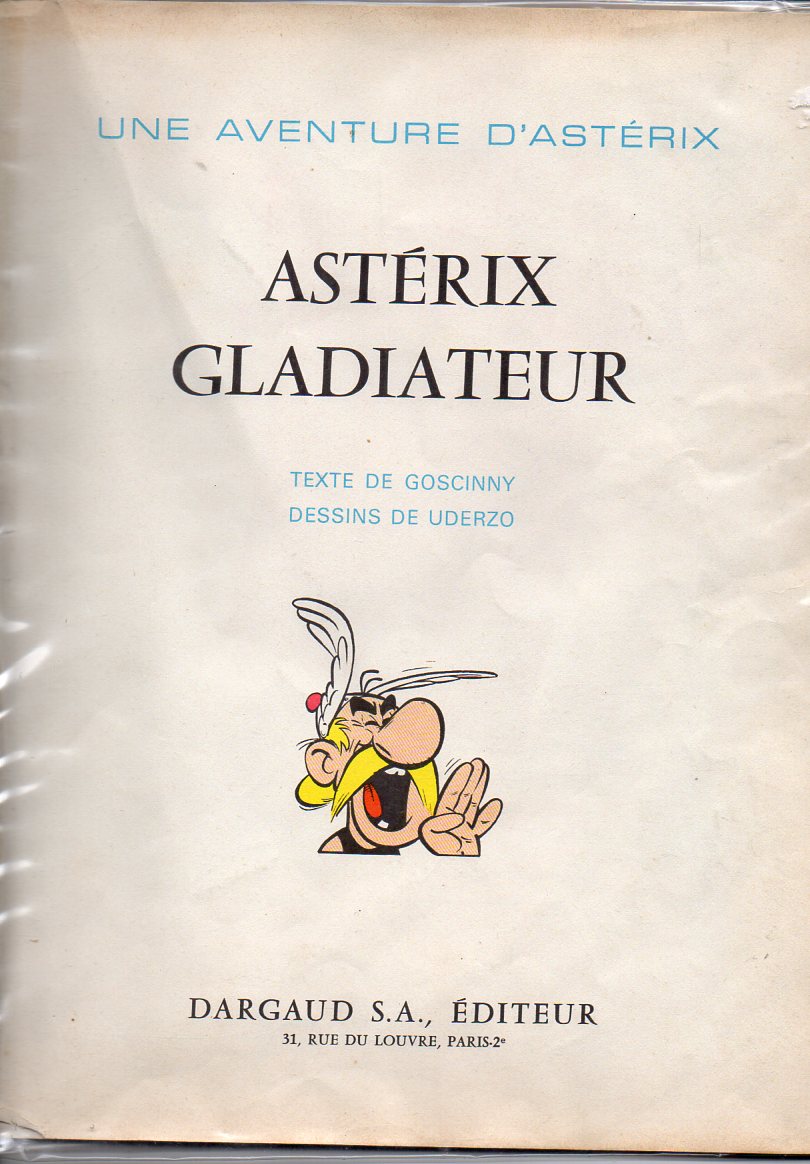 UNE AVENTURE D'ASTÉRIX
ASTÉRIX
GLADIATEUR
TEXTE DE GOSCINNY
DESSINS DE UDERZO
DARGAUD S.A., ÉDITEUR
31, RUE DU LOUVRE, PARIS-2e